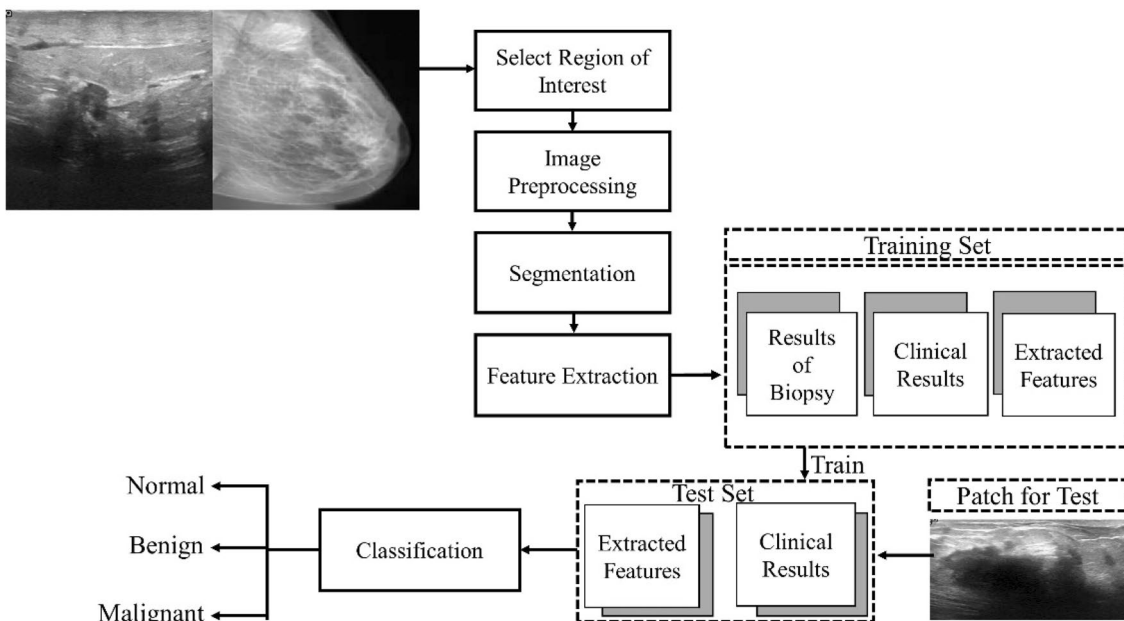 Select Region of
Interest
Image
Preprocessing
Segmentation
Feature Extraction
Training Set
Results
of
Biopsy
Clinical
Results
Extracted
Features
Train
Test Set
Extracted
Features
Clinical
Results
Patch for Test
Classification
Normal
Benign
Malignant